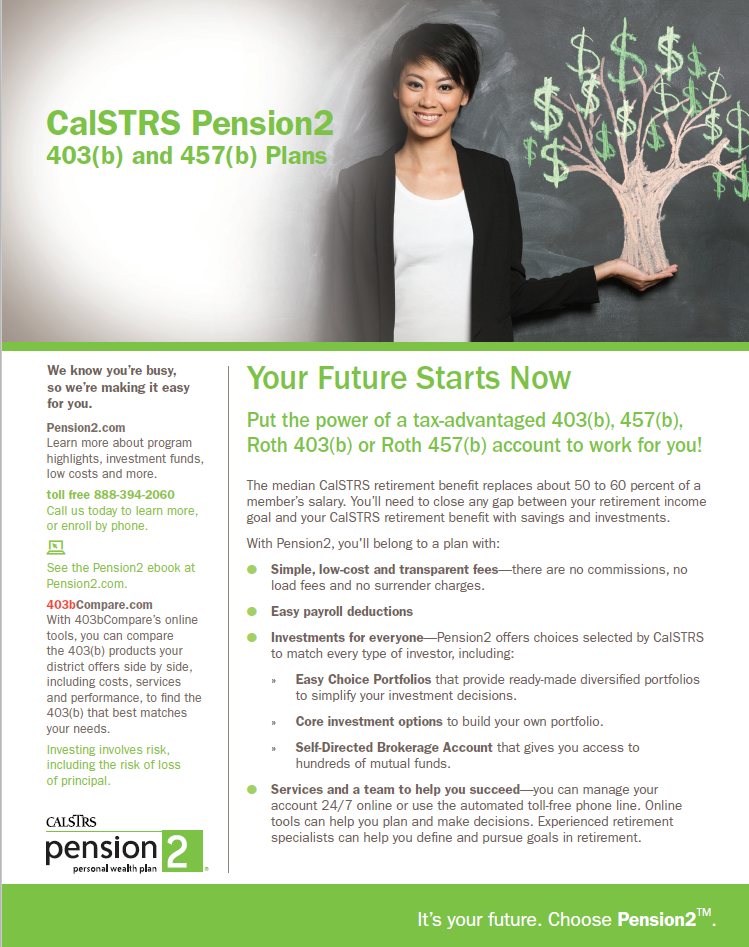 CalSTRS Pension2
403(b) and 457(b) Plans
We know you're busy,
so we're making it easy
for you.
Pension2.com
Learn more about program
highlights, investment funds,
low costs and more.
toll free 888-394-2060
Call us today to learn more,
or enroll by phone.
See the Pension2 ebook at
Pension2.com.
403bCompare.com
With 403bCompare's online
tools, you can compare
the 403(b) products your
district offers side by side,
including costs, services
and performance, to find the
403(b) that best matches
your needs.
Investing involves risk,
including the risk of loss
of principal.
CALSTRS
pension2
personal wealth plan ®
Your Future Starts Now
Put the power of a tax-advantaged 403(b), 457(b),
Roth 403(b) or Roth 457(b) account to work for you!
The median CalSTRS retirement benefit replaces about 50 to 60 percent of a
member's salary. You'll need to close any gap between your retirement income
goal and your CalSTRS retirement benefit with savings and investments.
With Pension2, you'll belong to a plan with:
● Simple, low-cost and transparent fees—there are no commissions, no
load fees and no surrender charges.
● Easy payroll deductions
● Investments for everyone—Pension2 offers choices selected by CalSTRS
to match every type of investor, including:
» Easy Choice Portfolios that provide ready-made diversified portfolios
to simplify your investment decisions.
» Core investment options to build your own portfolio.
» Self-Directed Brokerage Account that gives you access to
hundreds of mutual funds.
● Services and a team to help you succeed—you can manage your
account 24/7 online or use the automated toll-free phone line. Online
tools can help you plan and make decisions. Experienced retirement
specialists can help you define and pursue goals in retirement.
It's your future. Choose Pension2™.